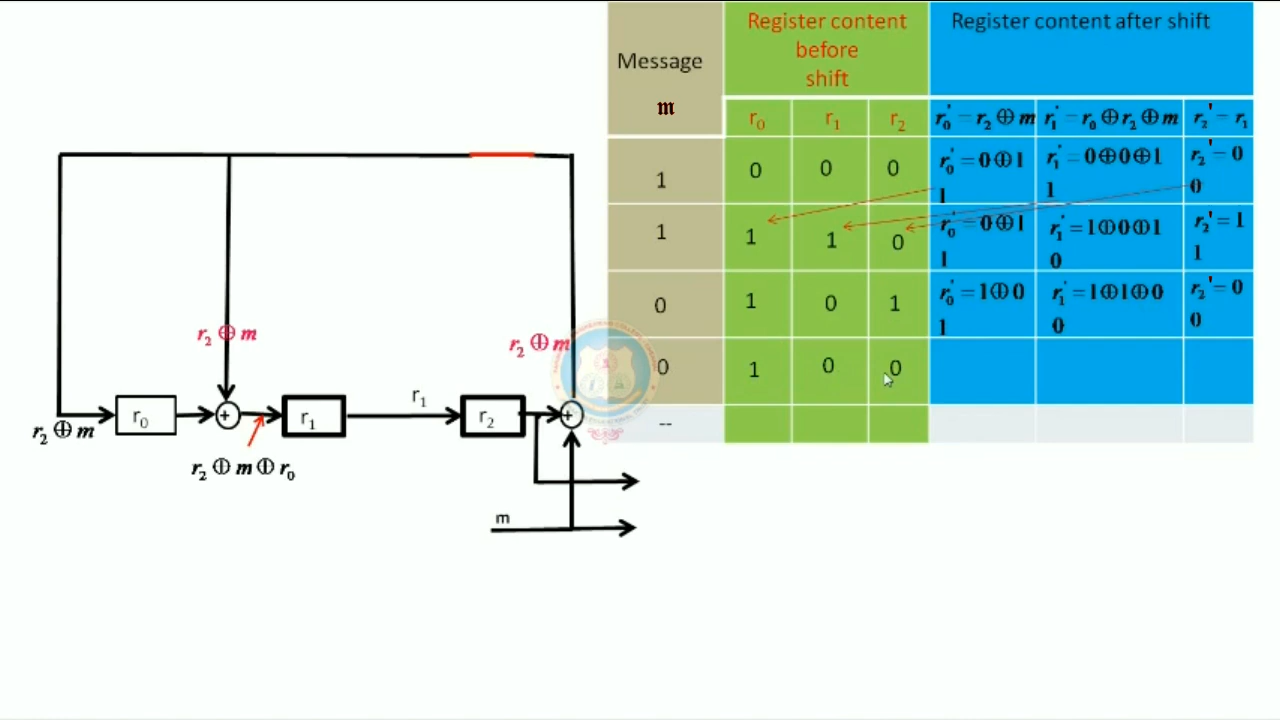 Message
m
Register content
before
shift
Register content after shift
r₀ r₁ r₂ r₀' = r₂ ⊕ m r₁' = r₀ ⊕ r₂ ⊕ m r₂' = r₁
1 0 0 0 r₀' = 0⊕1 r₁' = 0⊕0⊕1 r₂' = 0
1 1 0
1 1 1 0 r₀' = 0⊕1 r₁' = 1⊕0⊕1 r₂' = 1
1 0 1
0 1 0 1 r₀' = 1⊕0 r₁' = 1⊕1⊕0 r₂' = 0
1 0 0
0 1 0 0
--
r₂ ⊕ m
r₂ ⊕ m
r₀ + r₁ r₁ r₂ +
r₂ ⊕ m
r₂ ⊕ m ⊕ r₀
m